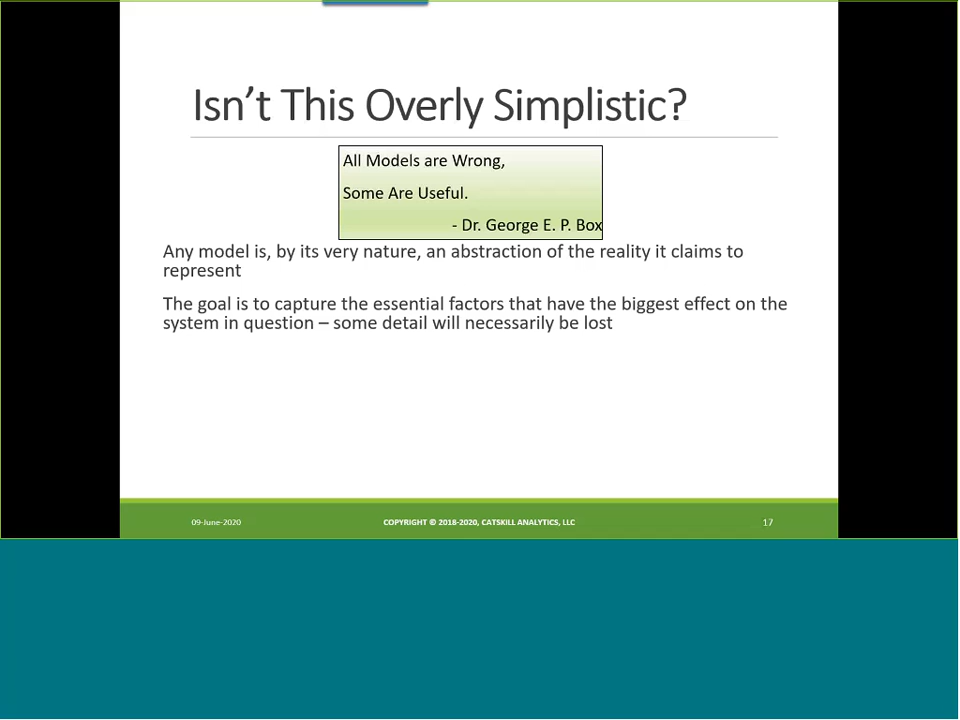 Isn't This Overly Simplistic?
All Models are Wrong,
Some Are Useful.
- Dr. George E. P. Box
Any model is, by its very nature, an abstraction of the reality it claims to
represent
The goal is to capture the essential factors that have the biggest effect on the
system in question – some detail will necessarily be lost
09-June-2020
COPYRIGHT © 2018-2020, CATSKILL ANALYTICS, LLC
17